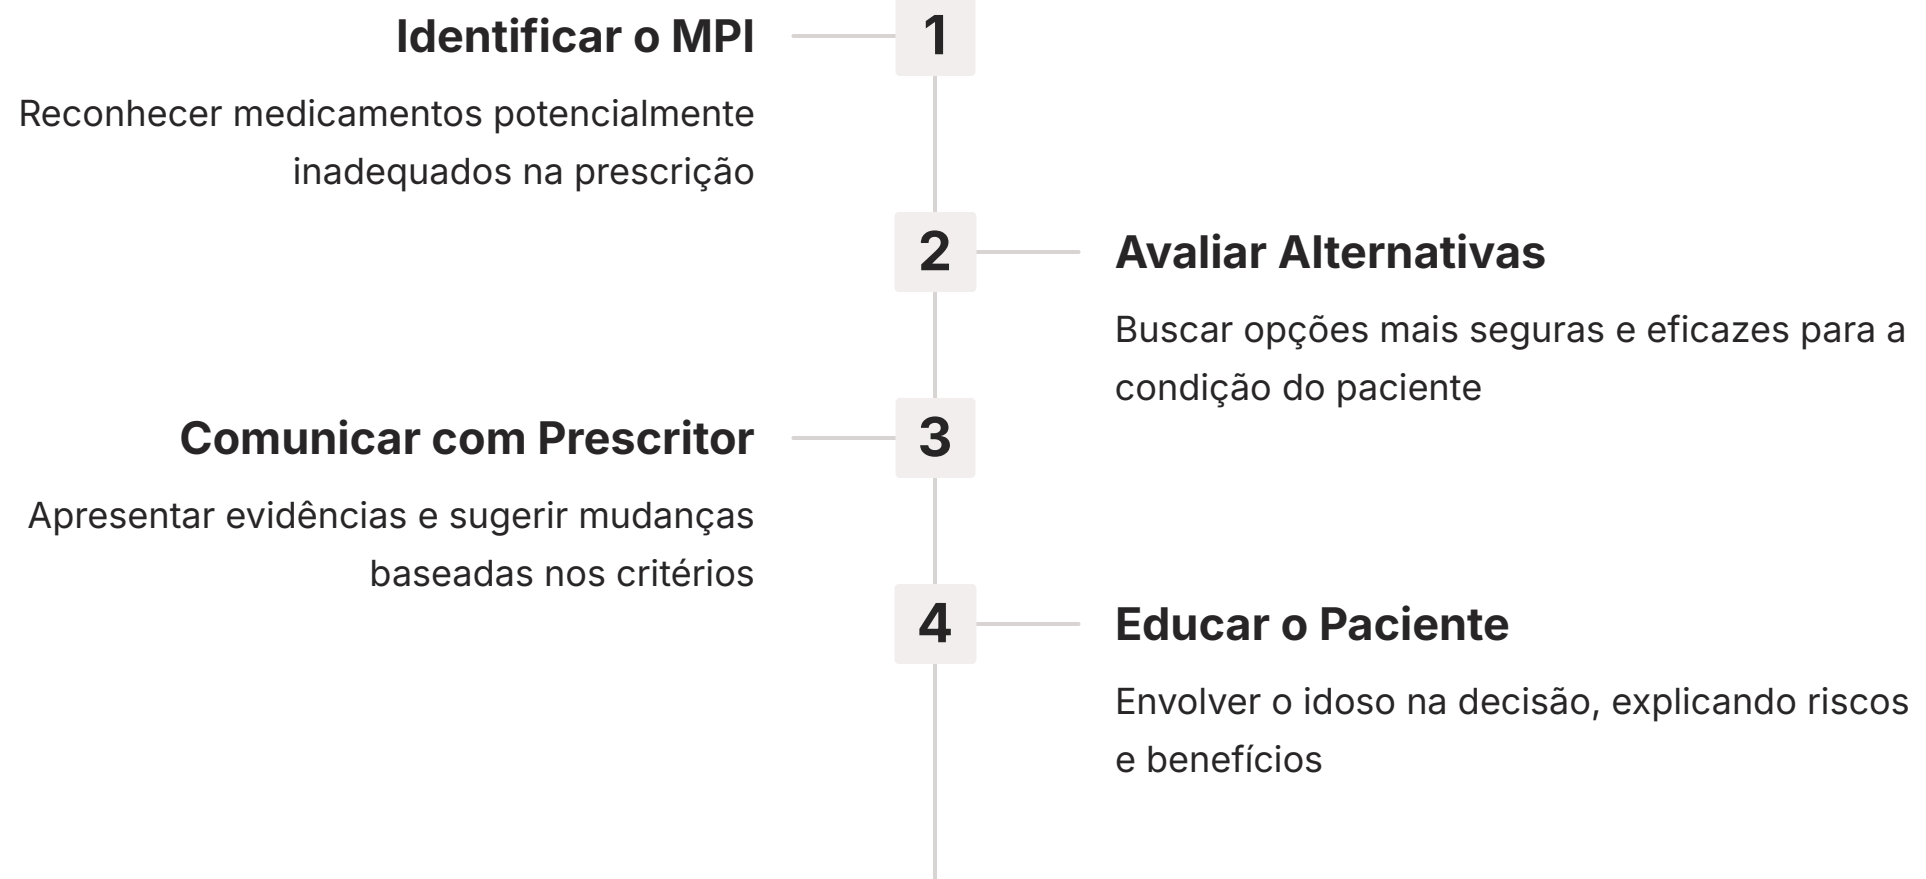 1
Identificar o MPI
Reconhecer medicamentos potencialmente
inadequados na prescrição
2
Avaliar Alternativas
Buscar opções mais seguras e eficazes para a
condição do paciente
3
Comunicar com Prescritor
Apresentar evidências e sugerir mudanças
baseadas nos critérios
4
Educar o Paciente
Envolver o idoso na decisão, explicando riscos
e benefícios